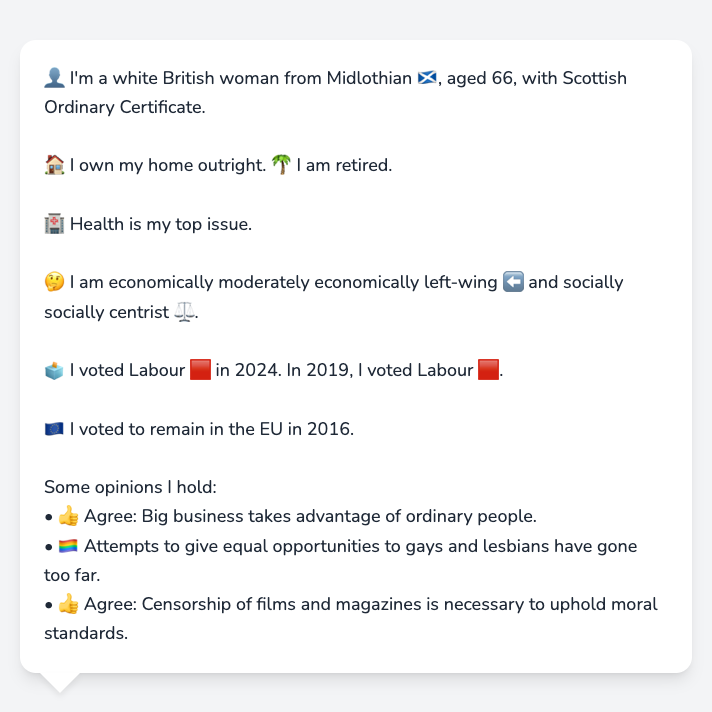 👤 I'm a white British woman from Midlothian 🏴󠁧󠁢󠁳󠁣󠁴󠁿, aged 66, with Scottish
Ordinary Certificate.
🏠 I own my home outright. 🌴 I am retired.
🏥 Health is my top issue.
🤔 I am economically moderately economically left-wing ⬅️ and socially
socially centrist ⚖️.
🗳️ I voted Labour 🟥 in 2024. In 2019, I voted Labour 🟥.
🇪🇺 I voted to remain in the EU in 2016.
Some opinions I hold:
• 👍 Agree: Big business takes advantage of ordinary people.
• 🏳️‍🌈 Attempts to give equal opportunities to gays and lesbians have gone
too far.
• 👍 Agree: Censorship of films and magazines is necessary to uphold moral
standards.